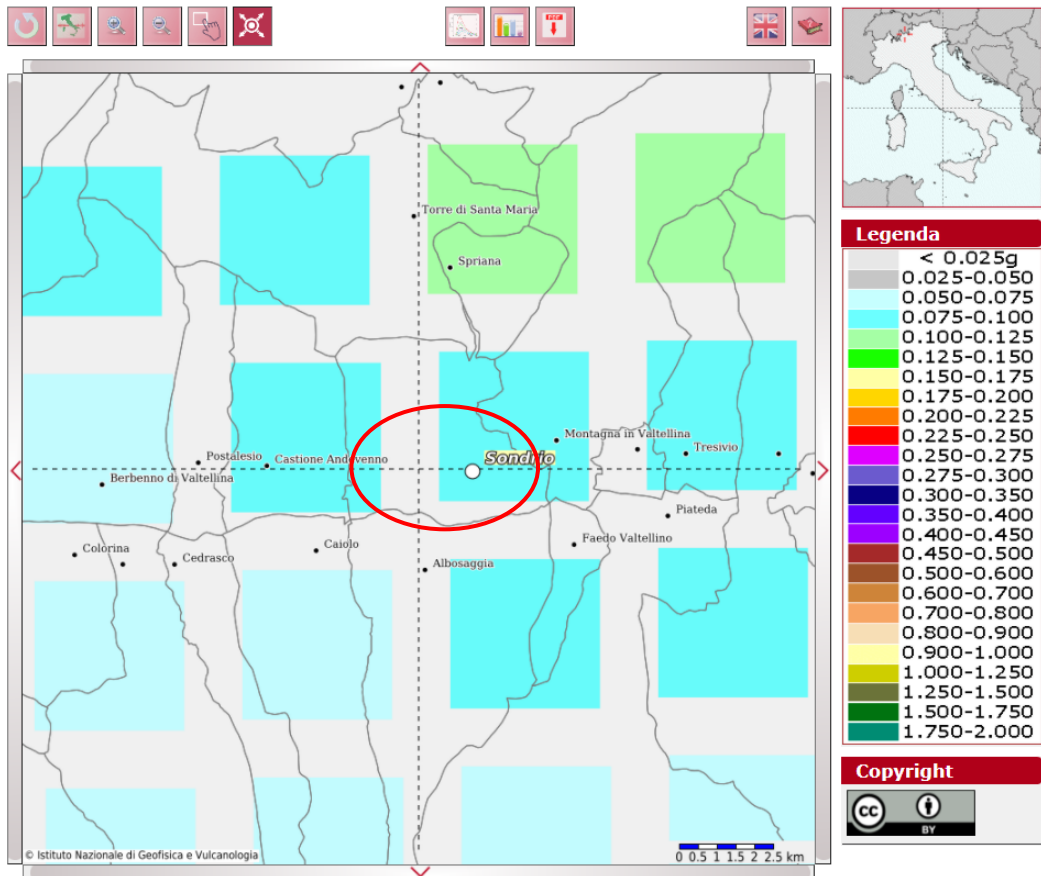 PDF
Torre di Santa Maria
Spriana
Montagna in Valtellina
Sondrio
Tresivio
Postalesio
Castione Andevenno
Berbenno di Valtellina
Piateda
Colorina
Caiolo
Faedo Valtellino
Cedrasco
Albosaggia
© Istituto Nazionale di Geofisica e Vulcanologia
0 0.5 1 1.5 2 2.5 km
Legenda
< 0.025g
0.025-0.050
0.050-0.075
0.075-0.100
0.100-0.125
0.125-0.150
0.150-0.175
0.175-0.200
0.200-0.225
0.225-0.250
0.250-0.275
0.275-0.300
0.300-0.350
0.350-0.400
0.400-0.450
0.450-0.500
0.500-0.600
0.600-0.700
0.700-0.800
0.800-0.900
0.900-1.000
1.000-1.250
1.250-1.500
1.500-1.750
1.750-2.000
Copyright
cc
BY